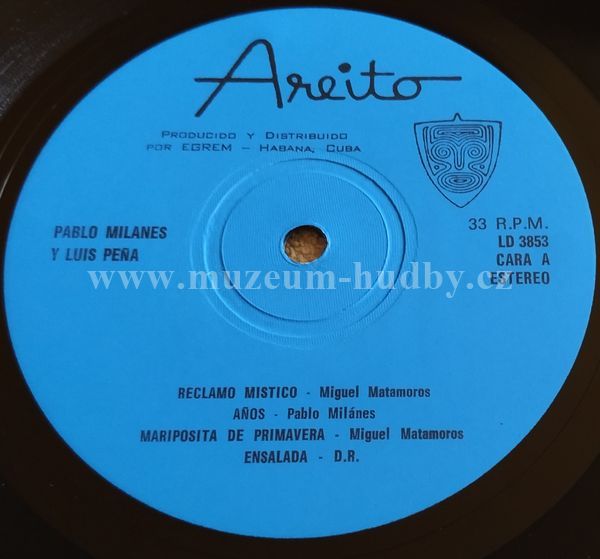 Areito
PRODUCIDO Y DISTRIBUIDO
POR EGREM – HABANA, CUBA
PABLO MILANES
Y LUIS PEÑA
33 R.P.M.
LD 3853
CARA A
ESTEREO
www.muzeum-hudby.cz
RECLAMO MISTICO - Miguel Matamoros
AÑOS - Pablo Milánes
MARIPOSITA DE PRIMAVERA - Miguel Matamoros
ENSALADA - D.R.